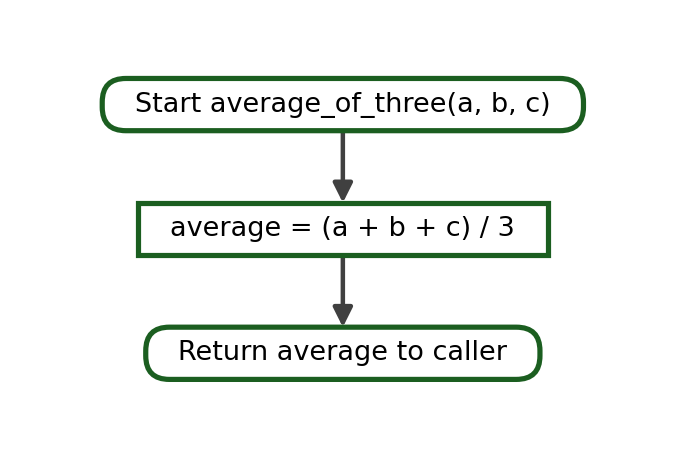 Start average_of_three(a, b, c)
average = (a + b + c) / 3
Return average to caller